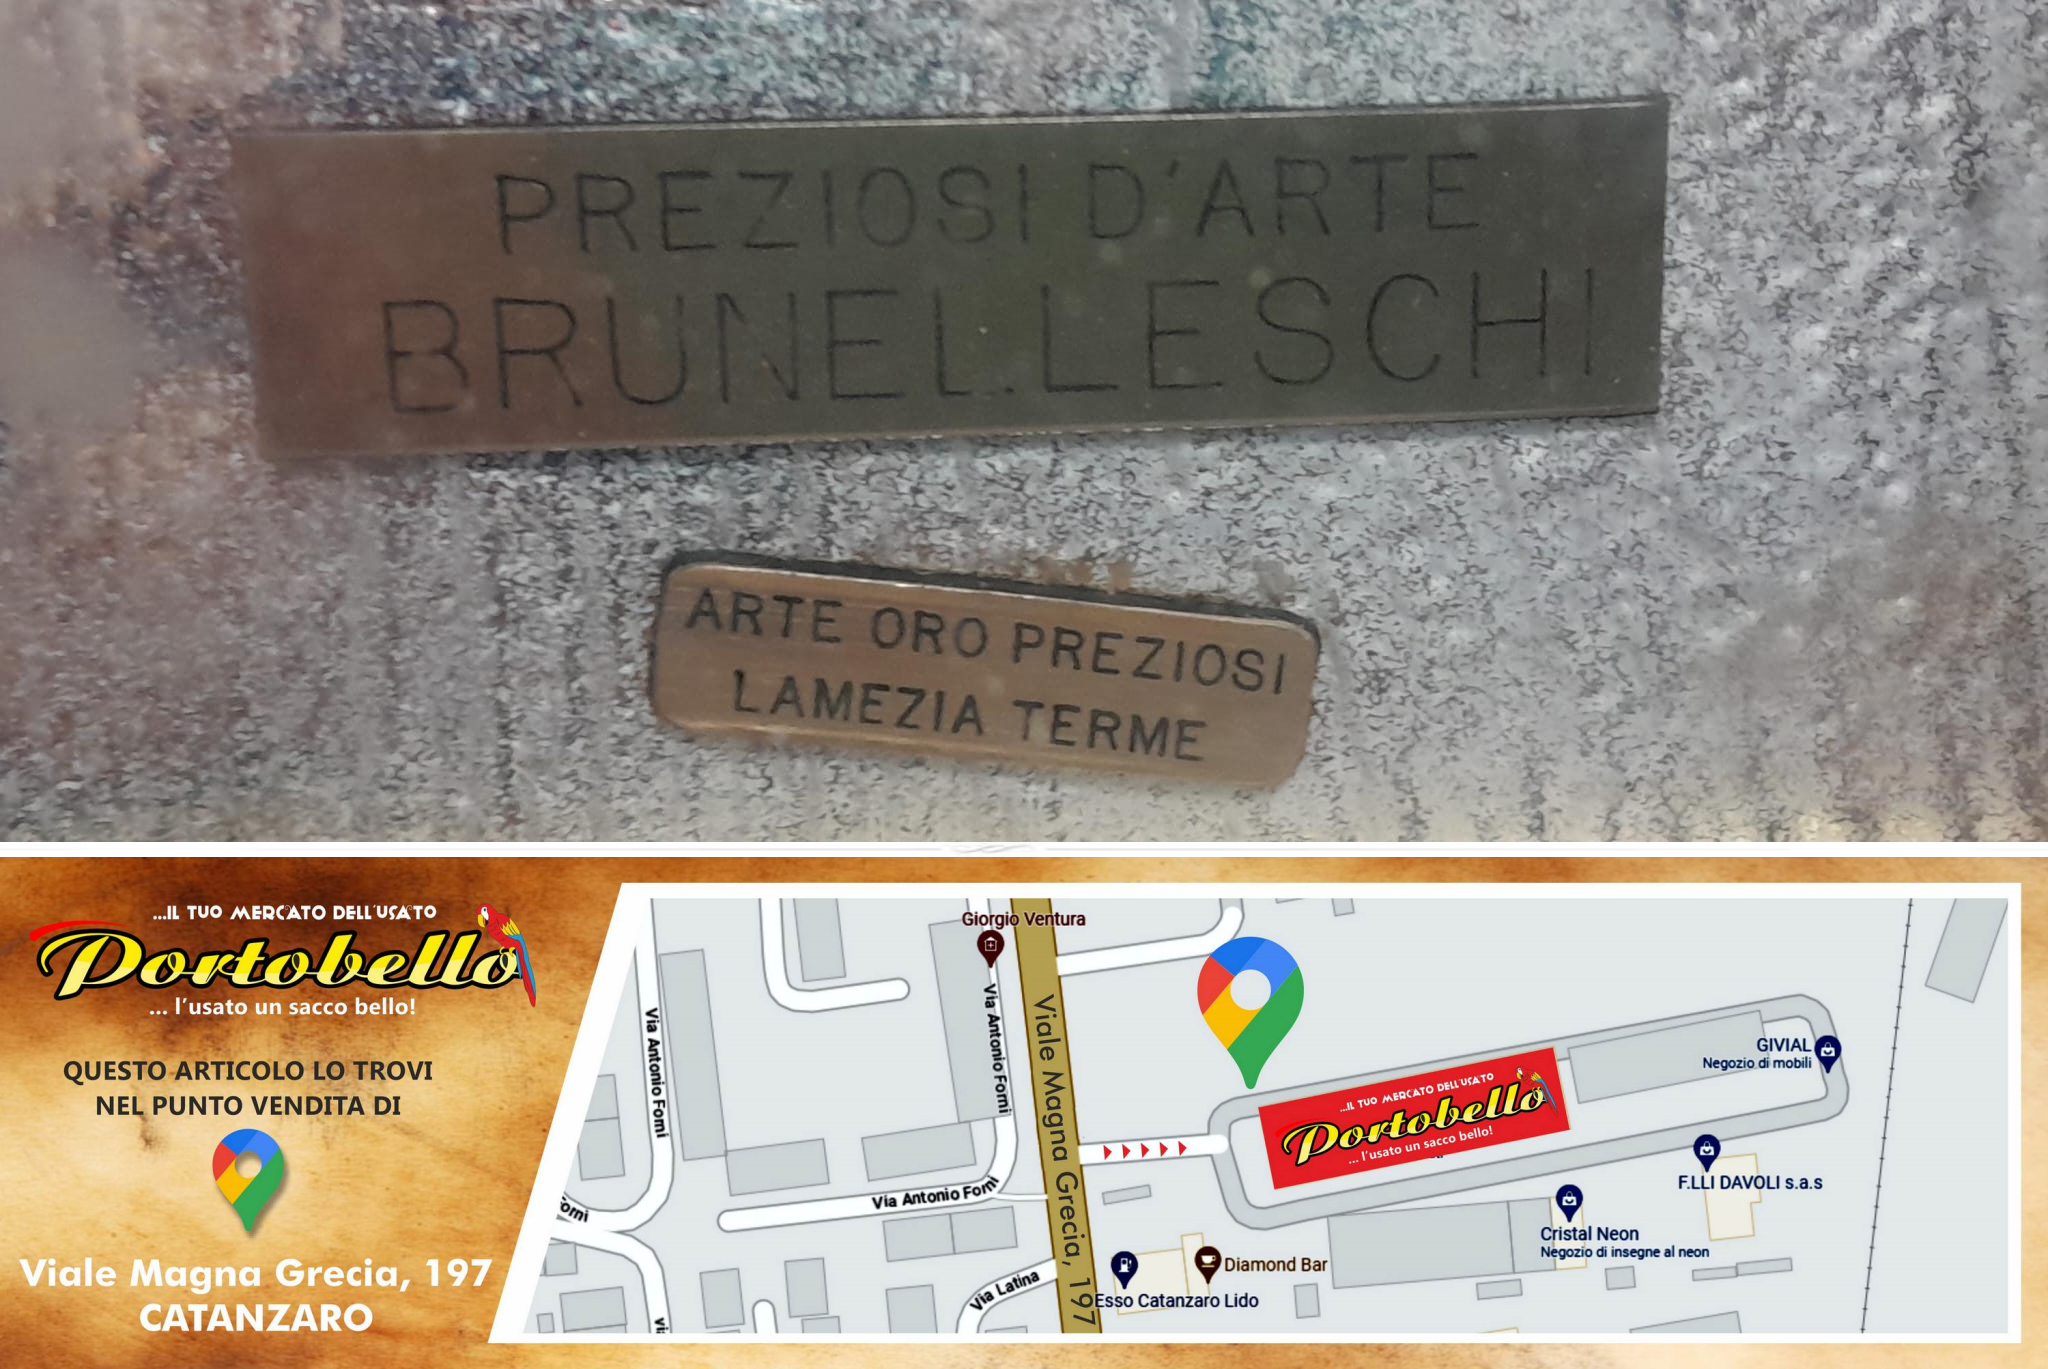 PREZIOSI D'ARTE
BRUNELLESCHI
ARTE ORO PREZIOSI
LAMEZIA TERME
...IL TUO MERCATO DELL'USATO
Portobello
... l'usato un sacco bello!
QUESTO ARTICOLO LO TROVI
NEL PUNTO VENDITA DI
Viale Magna Grecia, 197
CATANZARO
Giorgio Ventura
Via Antonio Forni
Via Antonio Forni
Viale Magna Grecia, 197
GIVIAL
Negozio di mobili
...IL TUO MERCATO DELL'USATO
Portobello
... l'usato un sacco bello!
F.LLI DAVOLI s.a.s
Via Antonio Forni
Forni
Cristal Neon
Negozio di insegne al neon
Diamond Bar
Via Latina
Esso Catanzaro Lido